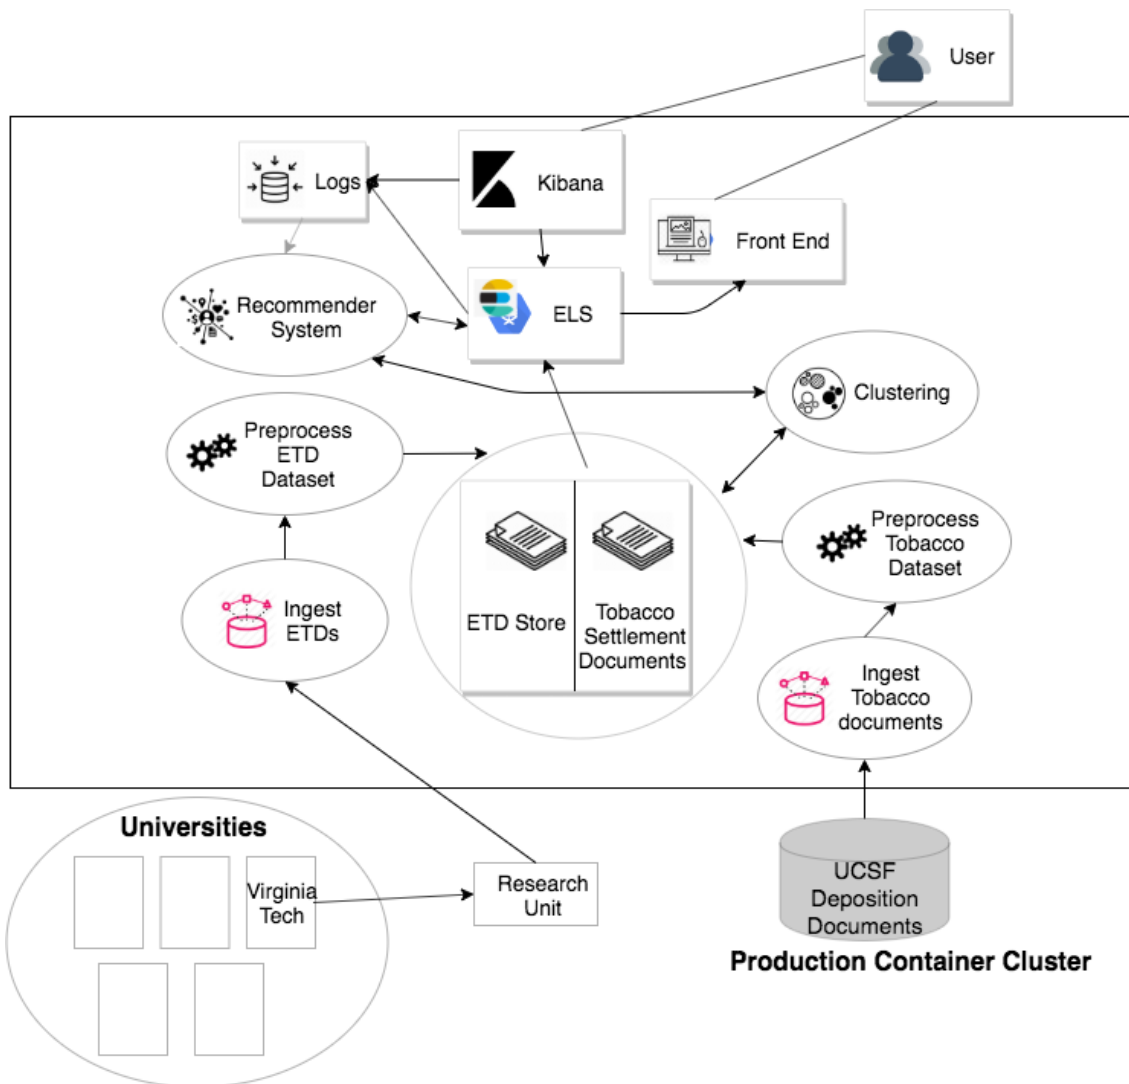 User
Logs
Kibana
Front End
Recommender
System
ELS
Clustering
Preprocess
ETD
Dataset
Preprocess
Tobacco
Dataset
ETD Store
Tobacco
Settlement
Documents
Ingest
ETDs
Ingest
Tobacco
documents
Universities
Virginia
Tech
Research
Unit
UCSF
Deposition
Documents
Production Container Cluster